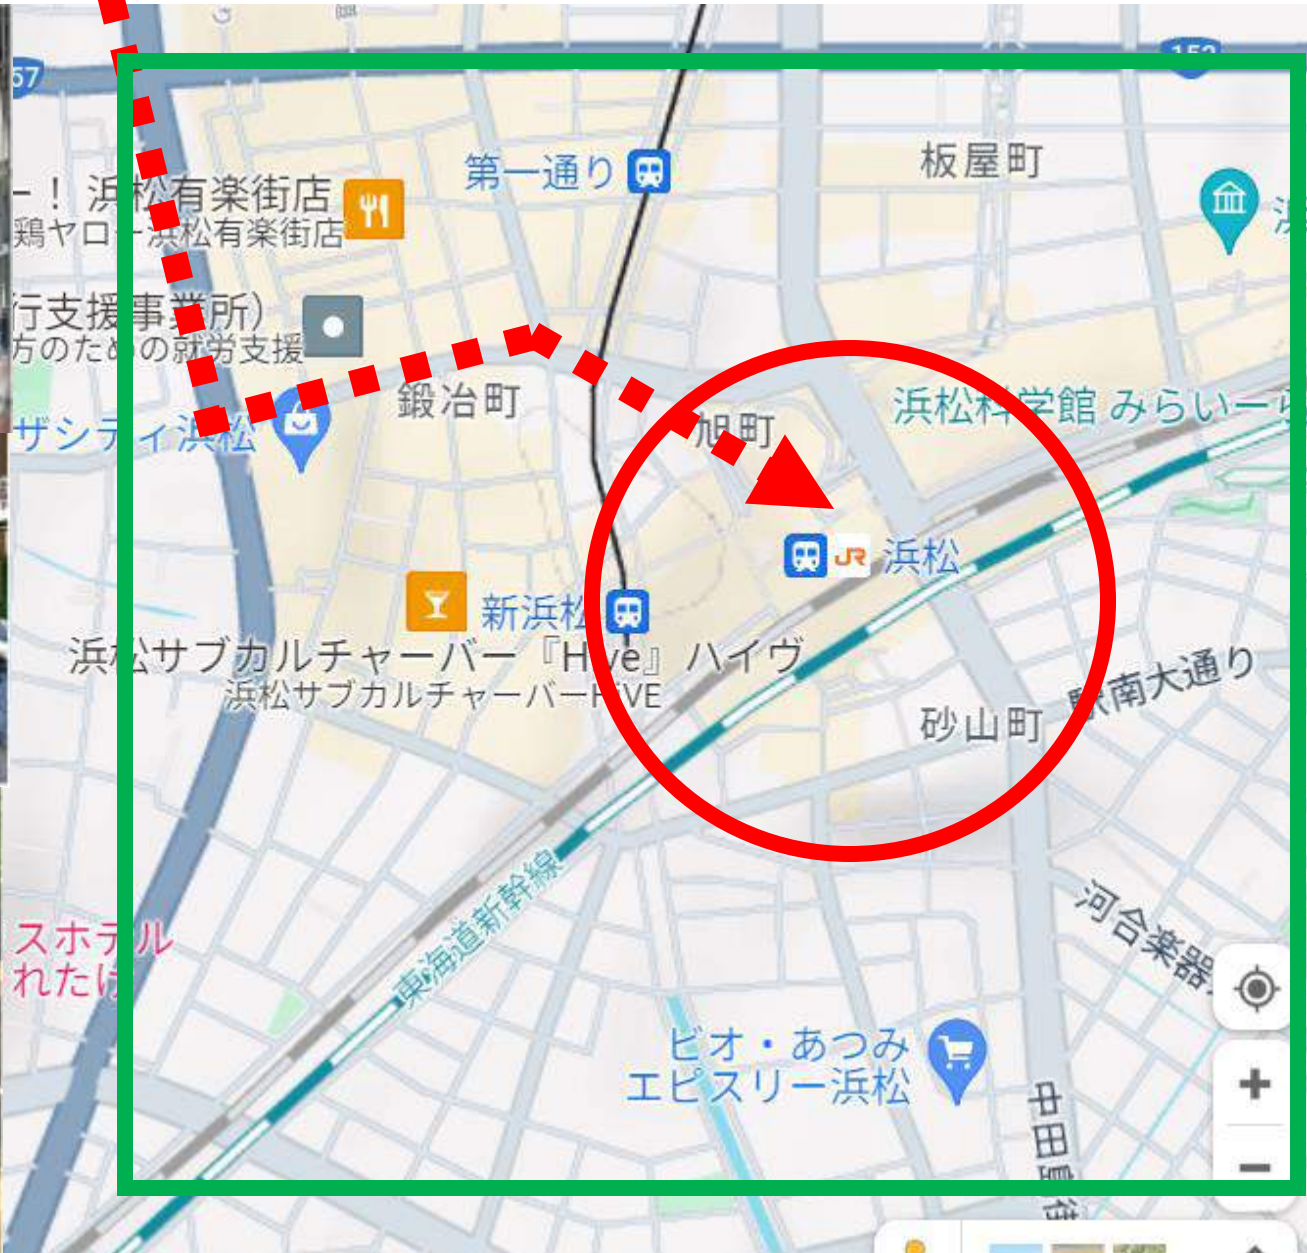 152
57
第一通り
板屋町
ー！ 浜松有楽街店
鶏ヤロー浜松有楽街店
行支援事業所）
方のための就労支援
鍛冶町
旭町
浜松科学館 みらいーら
ザシティ浜松
JR 浜松
新浜松
浜松サブカルチャーバー『Hive』ハイヴ
浜松サブカルチャーバーHiVE
駅南大通り
砂山町
東海道新幹線
河合楽器
スホテル
れたけ
ビオ・あつみ
エピスリー浜松
中田島街